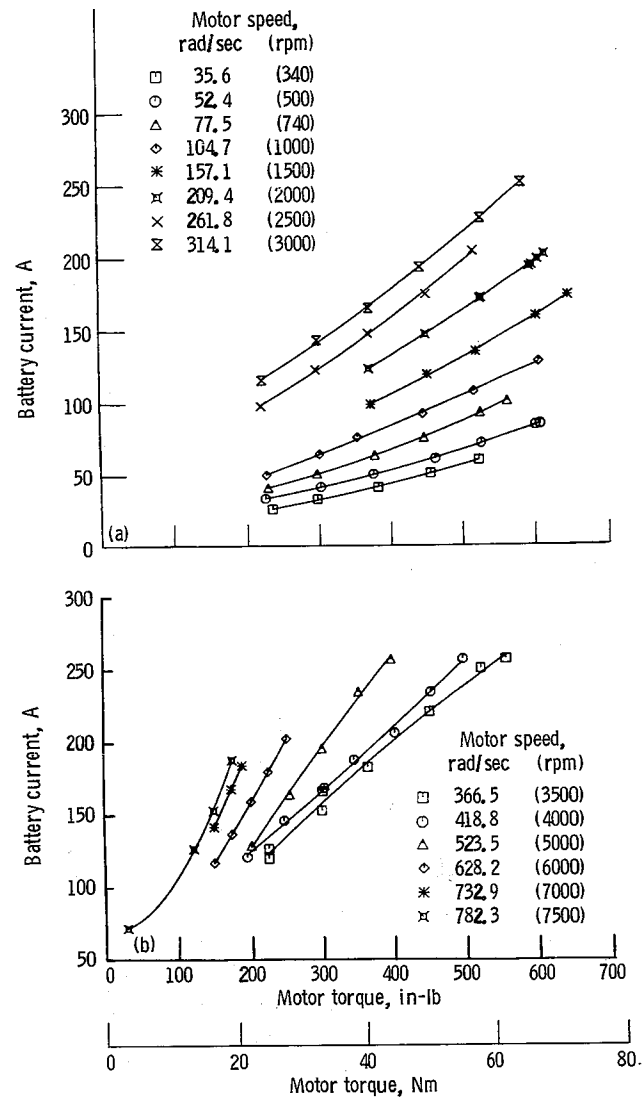 Motor speed,
rad/sec (rpm)
35.6 (340)
52.4 (500)
77.5 (740)
104.7 (1000)
157.1 (1500)
209.4 (2000)
261.8 (2500)
314.1 (3000)
300
250
200
150
100
50
0
Battery current, A
(a)
300
250
200
150
100
50
Battery current, A
Motor speed,
rad/sec (rpm)
366.5 (3500)
418.8 (4000)
523.5 (5000)
628.2 (6000)
732.9 (7000)
782.3 (7500)
(b)
0 100 200 300 400 500 600 700
Motor torque, in-lb
0 20 40 60 80
Motor torque, Nm